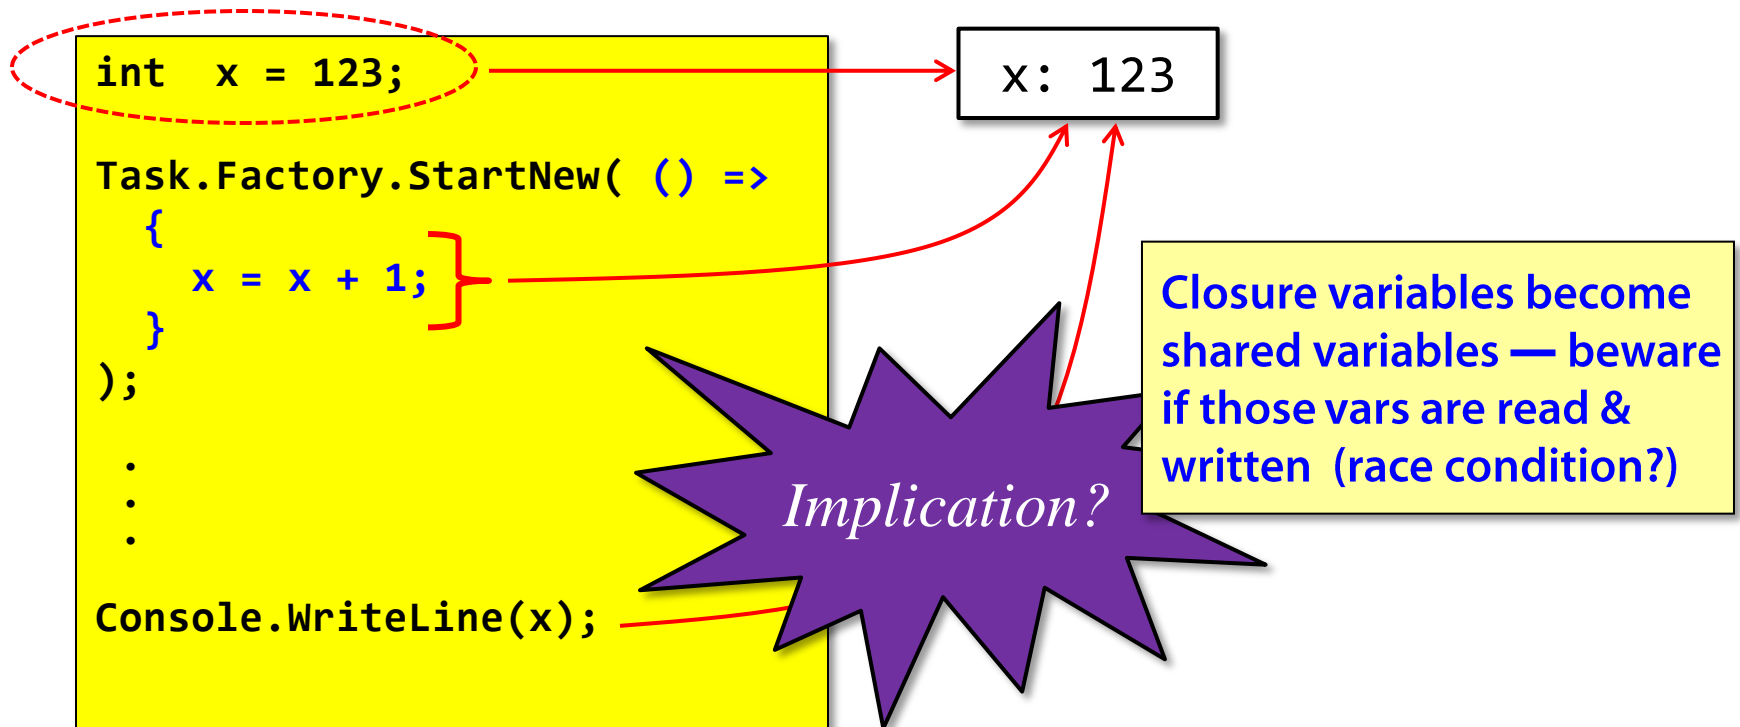 int  x = 123;
Task.Factory.StartNew( () =>
{
x = x + 1;
}
);
.
.
.
Console.WriteLine(x);
x: 123
Implication?
Closure variables become
shared variables — beware
if those vars are read &
written  (race condition?)